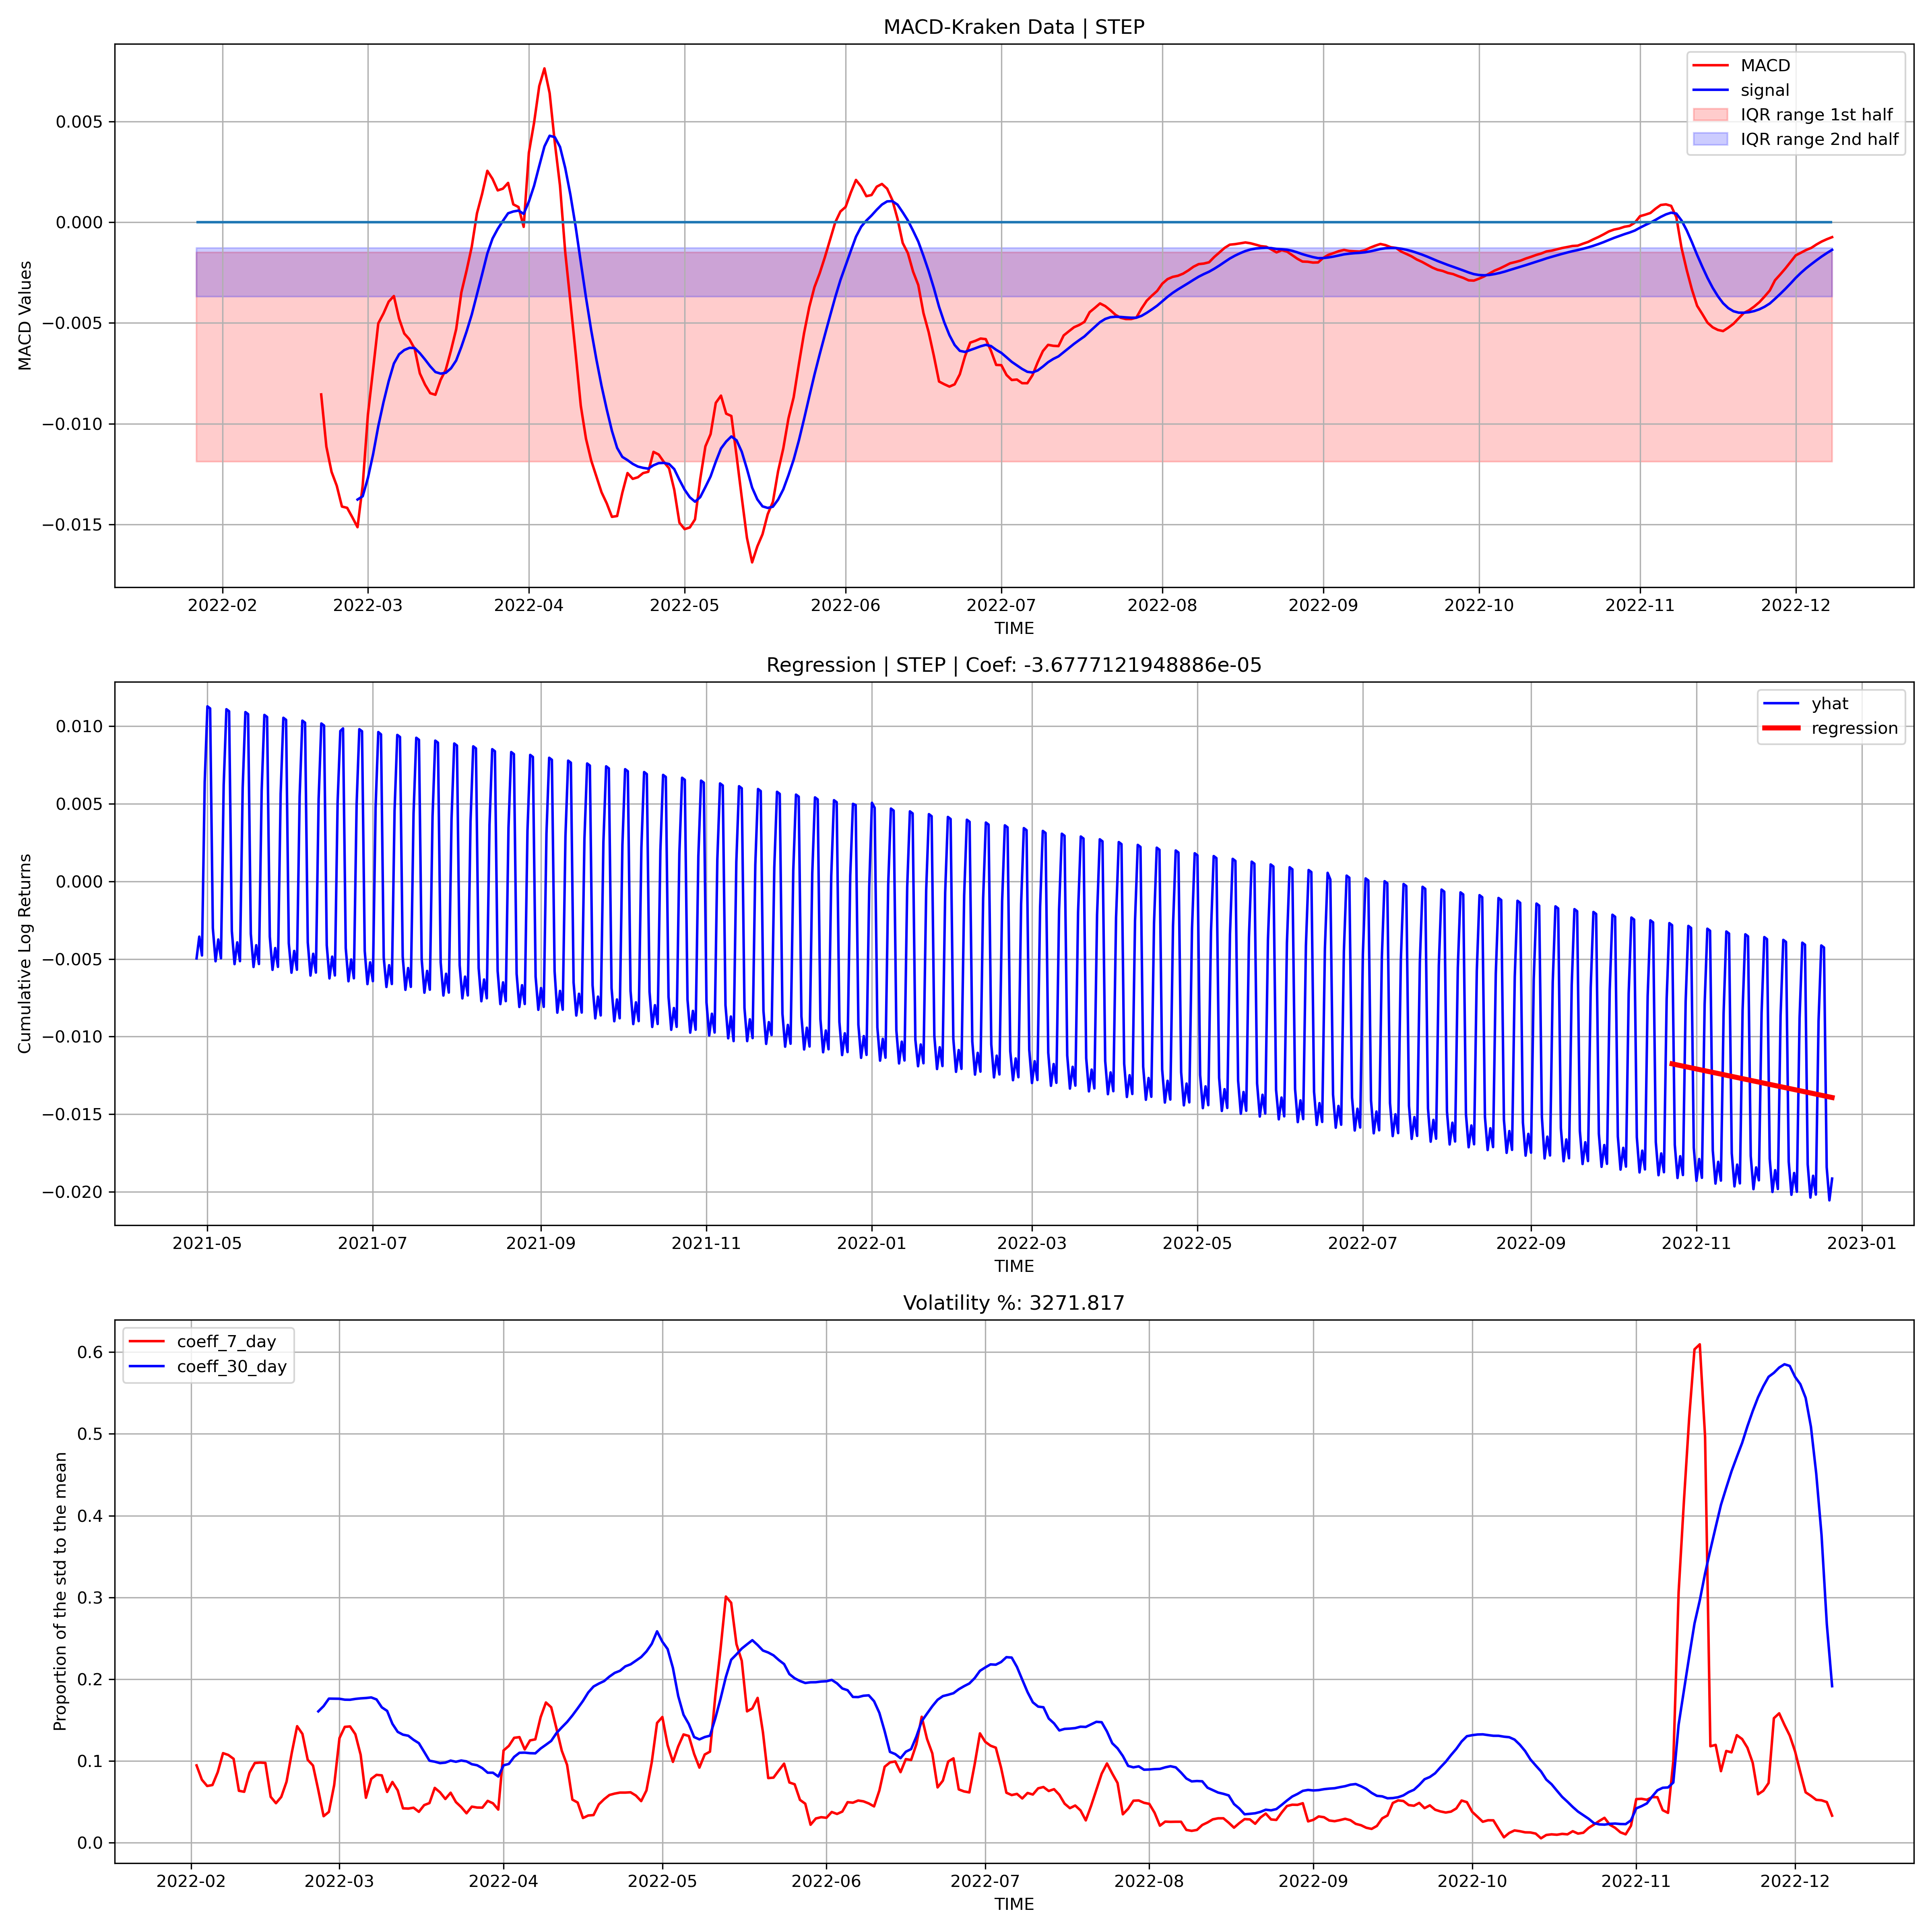 MACD-Kraken Data | STEP
MACD Values
0.005
0.000
−0.005
−0.010
−0.015
MACD
signal
IQR range 1st half
IQR range 2nd half
2022-02 2022-03 2022-04 2022-05 2022-06 2022-07 2022-08 2022-09 2022-10 2022-11 2022-12
TIME
Regression | STEP | Coef: -3.6777121948886e-05
Cumulative Log Returns
0.010
0.005
0.000
−0.005
−0.010
−0.015
−0.020
yhat
regression
2021-05 2021-07 2021-09 2021-11 2022-01 2022-03 2022-05 2022-07 2022-09 2022-11 2023-01
TIME
Volatility %: 3271.817
Proportion of the std to the mean
0.6
0.5
0.4
0.3
0.2
0.1
0.0
coeff_7_day
coeff_30_day
2022-02 2022-03 2022-04 2022-05 2022-06 2022-07 2022-08 2022-09 2022-10 2022-11 2022-12
TIME